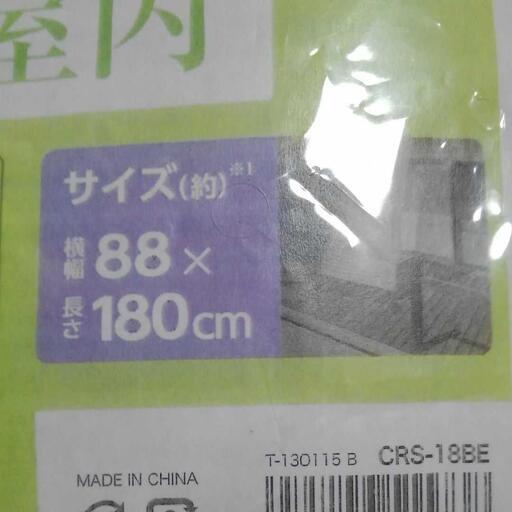 室内
サイズ(約)※1
横幅 88×
長さ 180cm
T-130115 B CRS-18BE
MADE IN CHINA